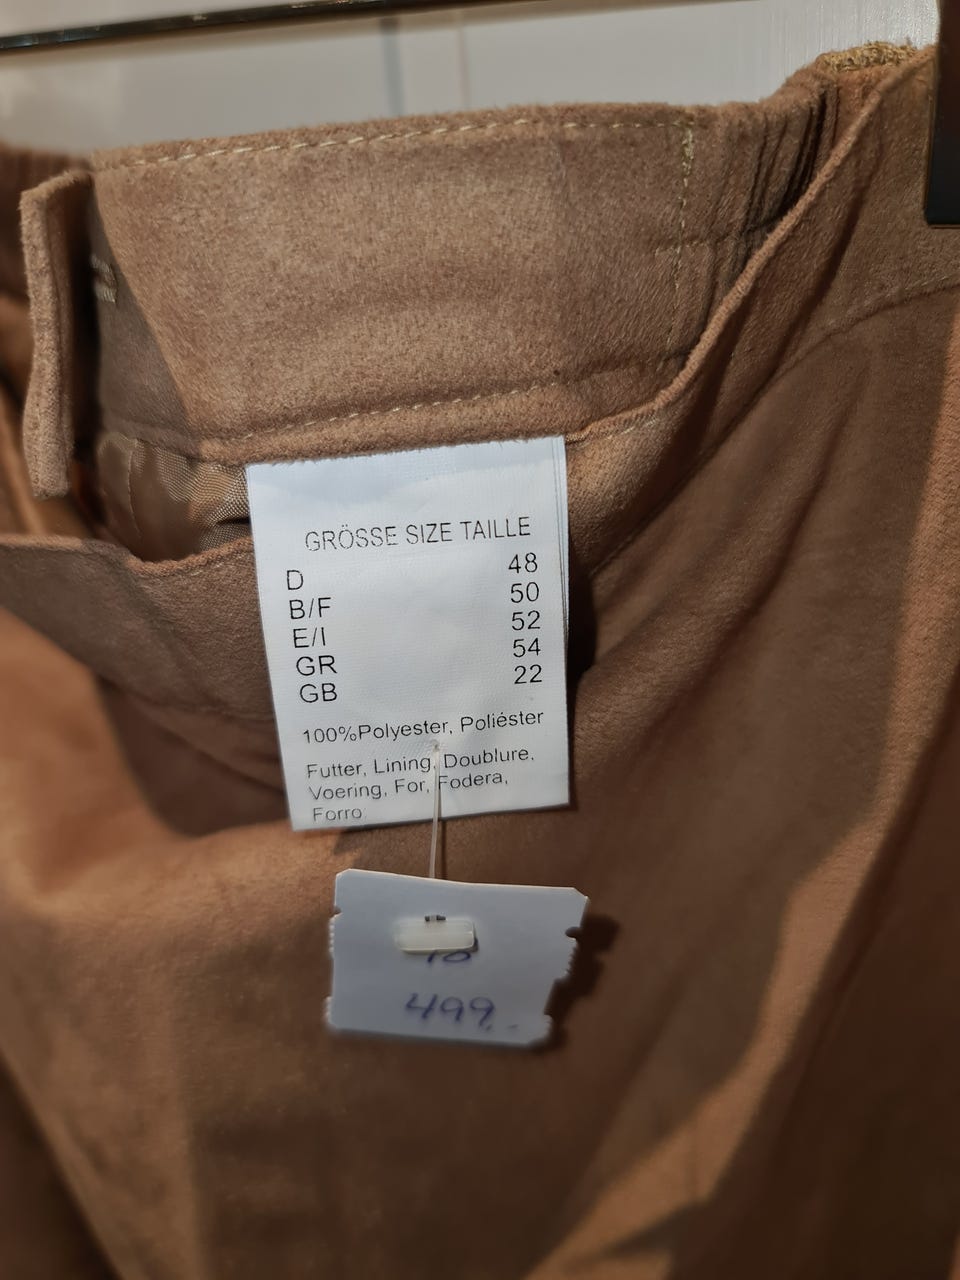 GRÖSSE SIZE TAILLE
D 48
B/F 50
E/I 52
GR 54
GB 22
100%Polyester, Poliéster
Futter, Lining, Doublure,
Voering, For, Fodera,
Forro
499,-